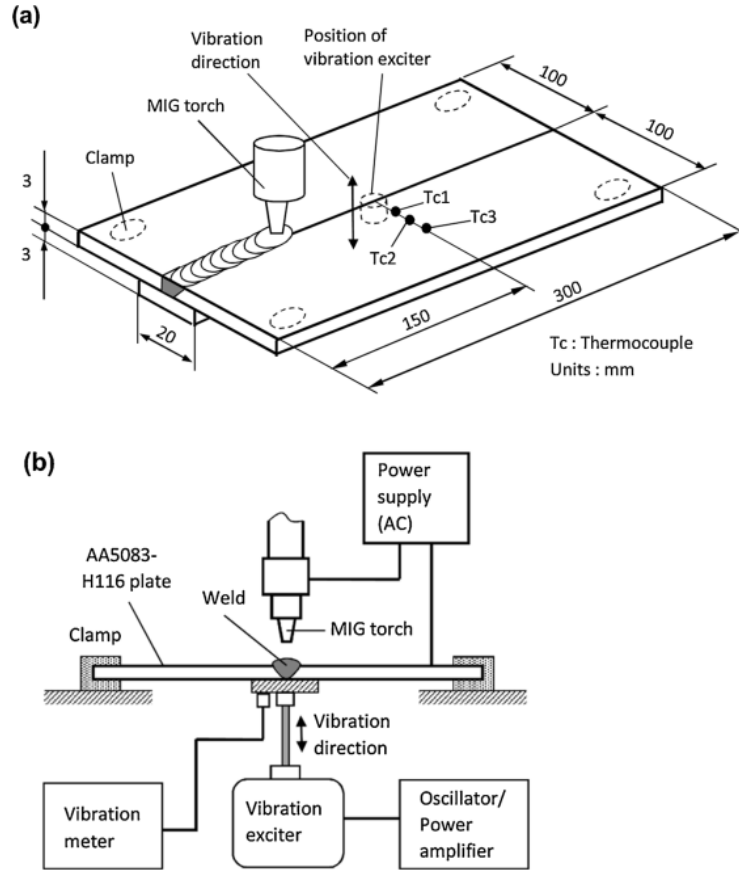 (a)
Vibration
direction
Position of
vibration exciter
MIG torch
Clamp
100
100
3
3
Tc1
Tc2
Tc3
20
150
300
Tc : Thermocouple
Units : mm
(b)
Power
supply
(AC)
AA5083-
H116 plate
Weld
MIG torch
Clamp
Vibration
direction
Vibration
meter
Vibration
exciter
Oscillator/
Power
amplifier